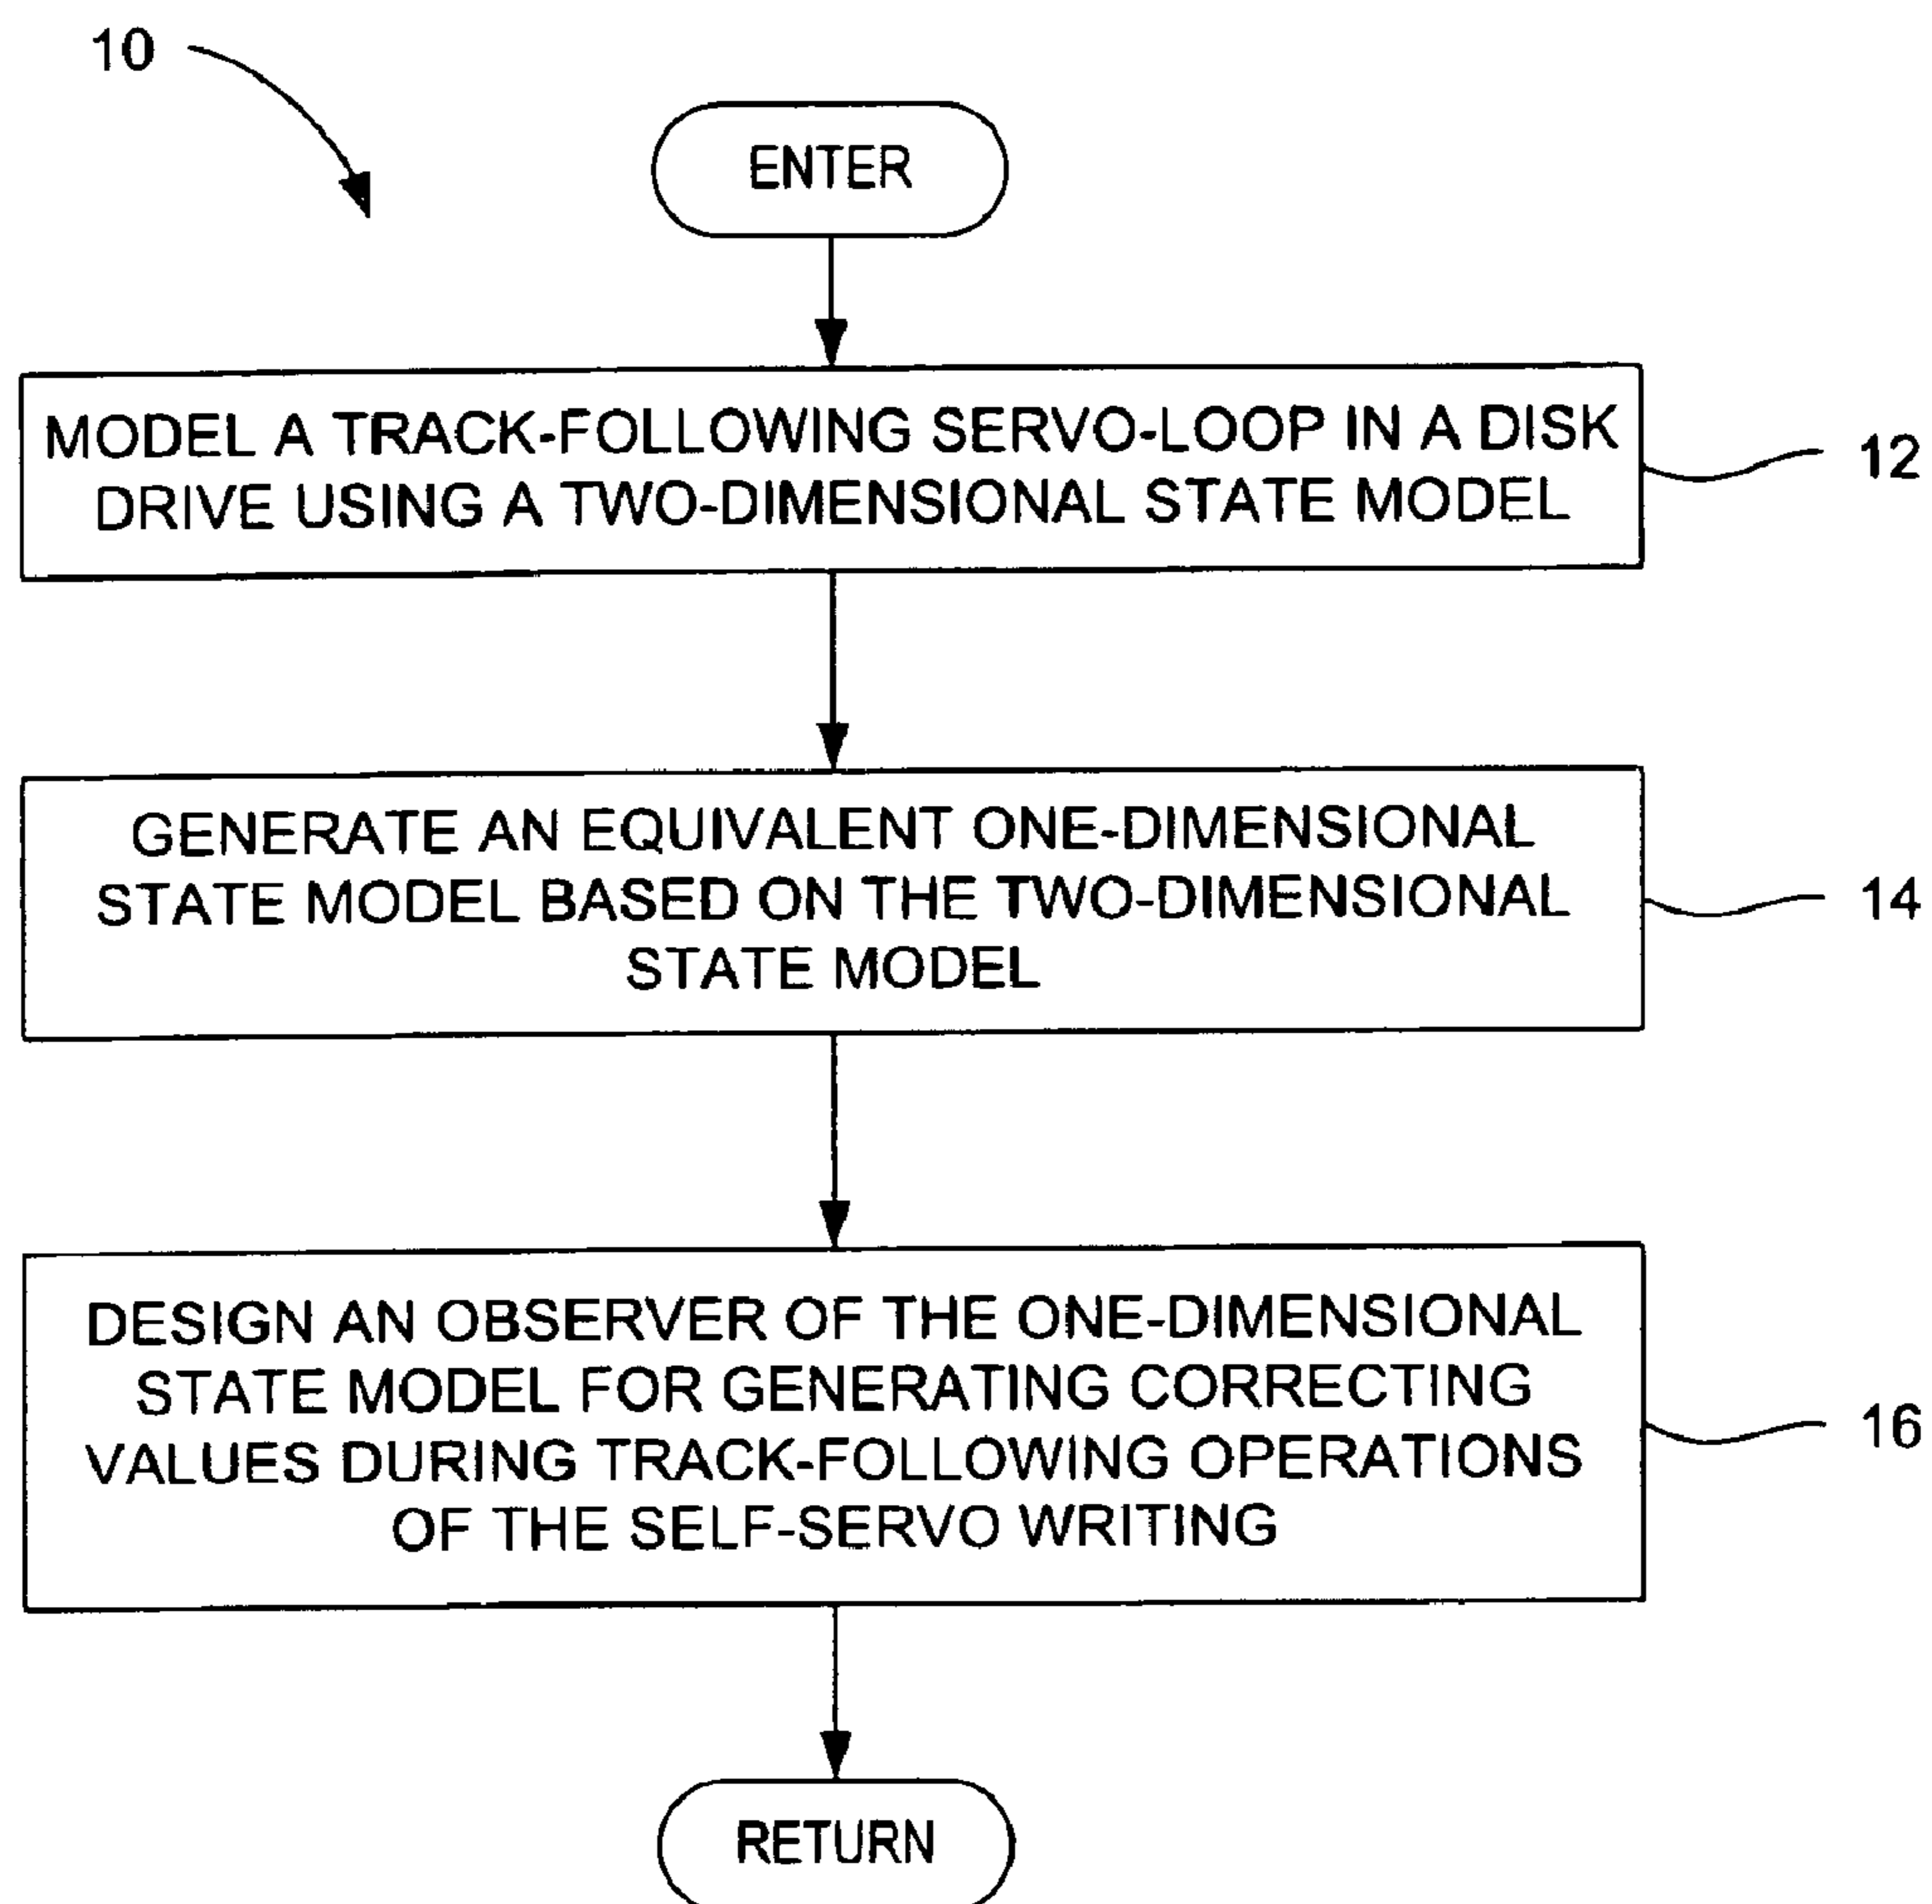 10
ENTER
MODEL A TRACK-FOLLOWING SERVO-LOOP IN A DISK
DRIVE USING A TWO-DIMENSIONAL STATE MODEL
12
GENERATE AN EQUIVALENT ONE-DIMENSIONAL
STATE MODEL BASED ON THE TWO-DIMENSIONAL
STATE MODEL
14
DESIGN AN OBSERVER OF THE ONE-DIMENSIONAL
STATE MODEL FOR GENERATING CORRECTING
VALUES DURING TRACK-FOLLOWING OPERATIONS
OF THE SELF-SERVO WRITING
16
RETURN